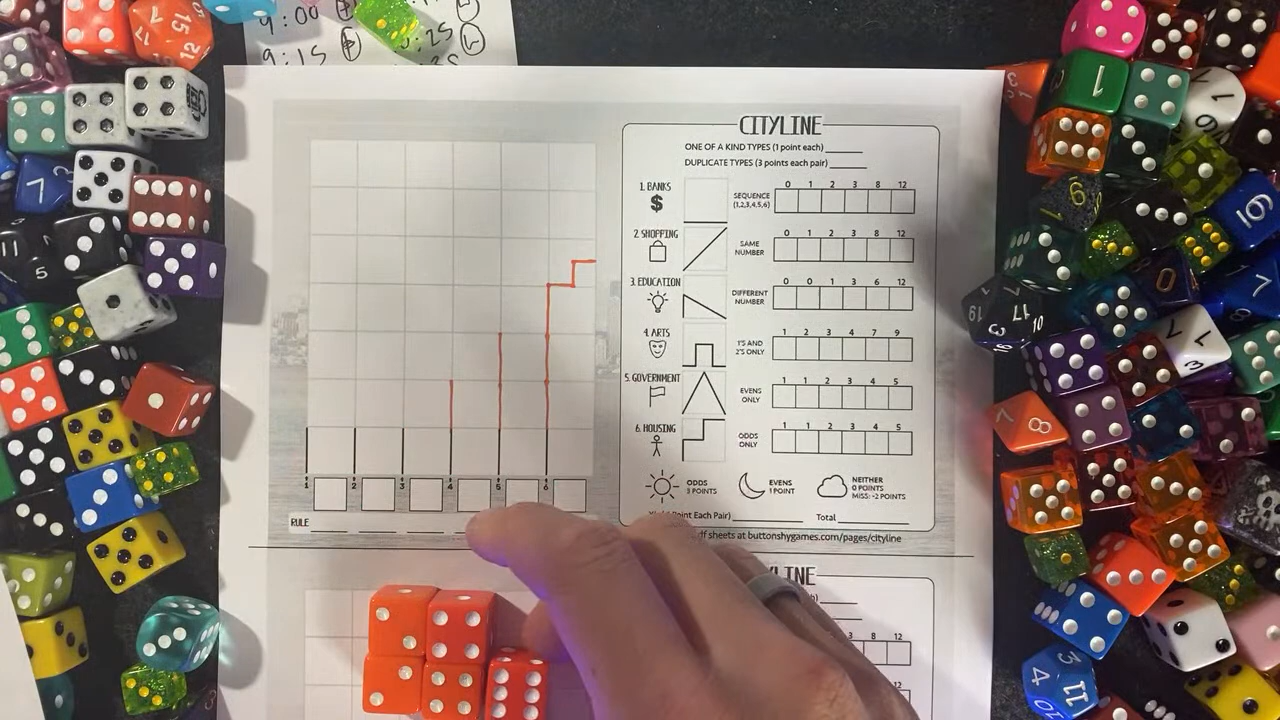 9:00
9:15
:25
CITYLINE
ONE OF A KIND TYPES (1 point each)
DUPLICATE TYPES (3 points each pair)
1. BANKS
$
SEQUENCE
(1,2,3,4,5,6)
0 1 2 3 8 12
2. SHOPPING
SAME
NUMBER
0 1 2 3 8 12
3. EDUCATION
DIFFERENT
NUMBER
0 0 1 3 6 12
4. ARTS
1'S AND
2'S ONLY
1 2 3 4 7 9
5. GOVERNMENT
EVENS
ONLY
1 1 2 3 4 5
6. HOUSING
ODDS
ONLY
1 1 2 3 4 5
ODDS
3 POINTS
EVENS
1 POINT
NEITHER
0 POINTS
MISS: -2 POINTS
1 2 3 4 5 6
RULE
Point Each Pair)
Total
df sheets at buttonshygames.com/pages/cityline
YLINE
3 8 12
12